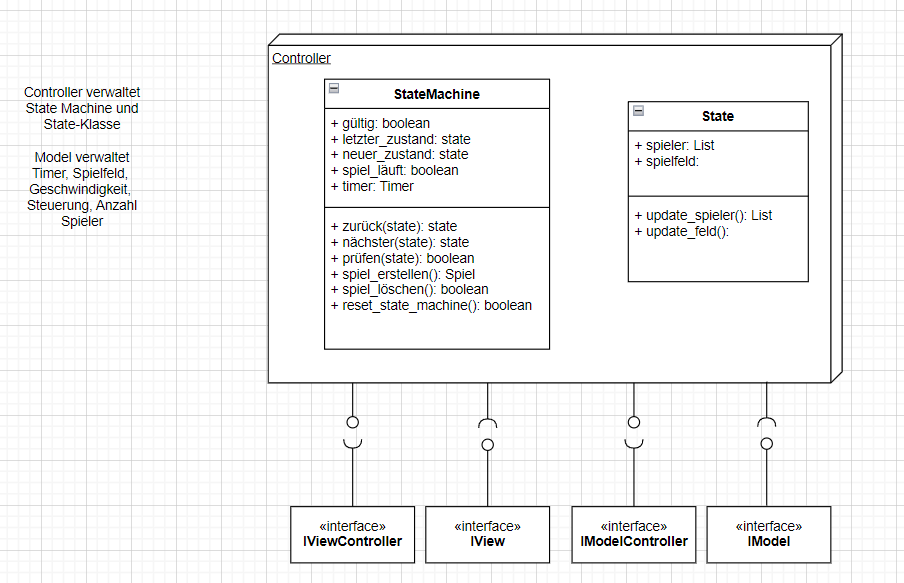 Controller
Controller verwaltet
State Machine und
State-Klasse
Model verwaltet
Timer, Spielfeld,
Geschwindigkeit,
Steuerung, Anzahl
Spieler
StateMachine
+ gültig: boolean
+ letzter_zustand: state
+ neuer_zustand: state
+ spiel_läuft: boolean
+ timer: Timer
+ zurück(state): state
+ nächster(state): state
+ prüfen(state): boolean
+ spiel_erstellen(): Spiel
+ spiel_löschen(): boolean
+ reset_state_machine(): boolean
State
+ spieler: List
+ spielfeld:
+ update_spieler(): List
+ update_feld():
«interface»
IViewController
«interface»
IView
«interface»
IModelController
«interface»
IModel